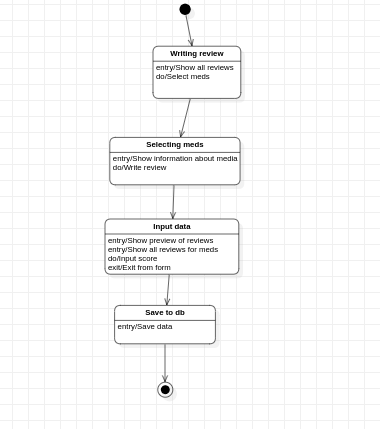 Writing review
entry/Show all reviews
do/Select meds
Selecting meds
entry/Show information about media
do/Write review
Input data
entry/Show preview of reviews
entry/Show all reviews for meds
do/Input score
exit/Exit from form
Save to db
entry/Save data